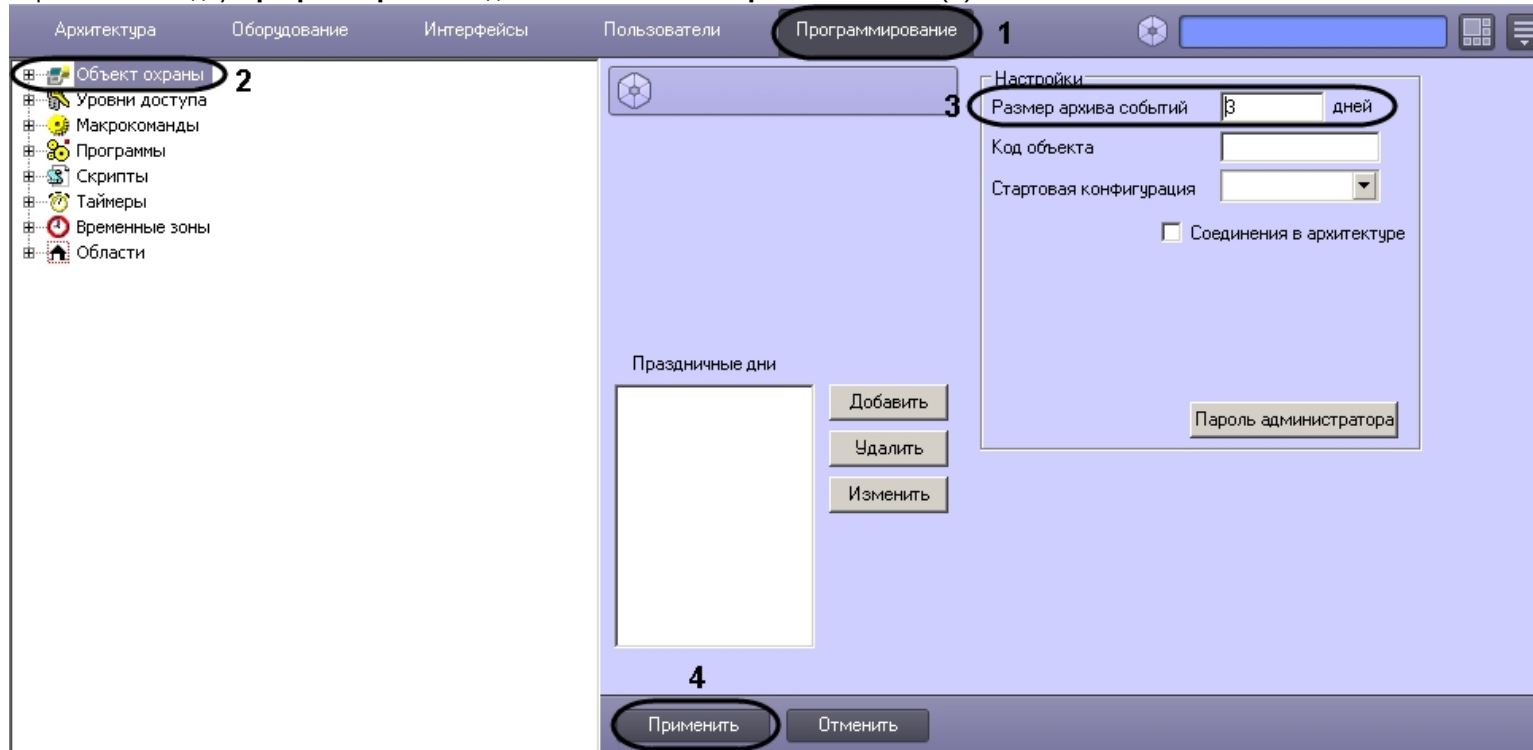 Архитектура Оборудование Интерфейсы Пользователи Программирование 1
Объект охраны 2
Уровни доступа
Макрокоманды
Программы
Скрипты
Таймеры
Временные зоны
Области
Настройки
3 Размер архива событий 3 дней
Код объекта
Стартовая конфигурация
Соединения в архитектуре
Пароль администратора
Праздничные дни
Добавить
Удалить
Изменить
4
Применить Отменить